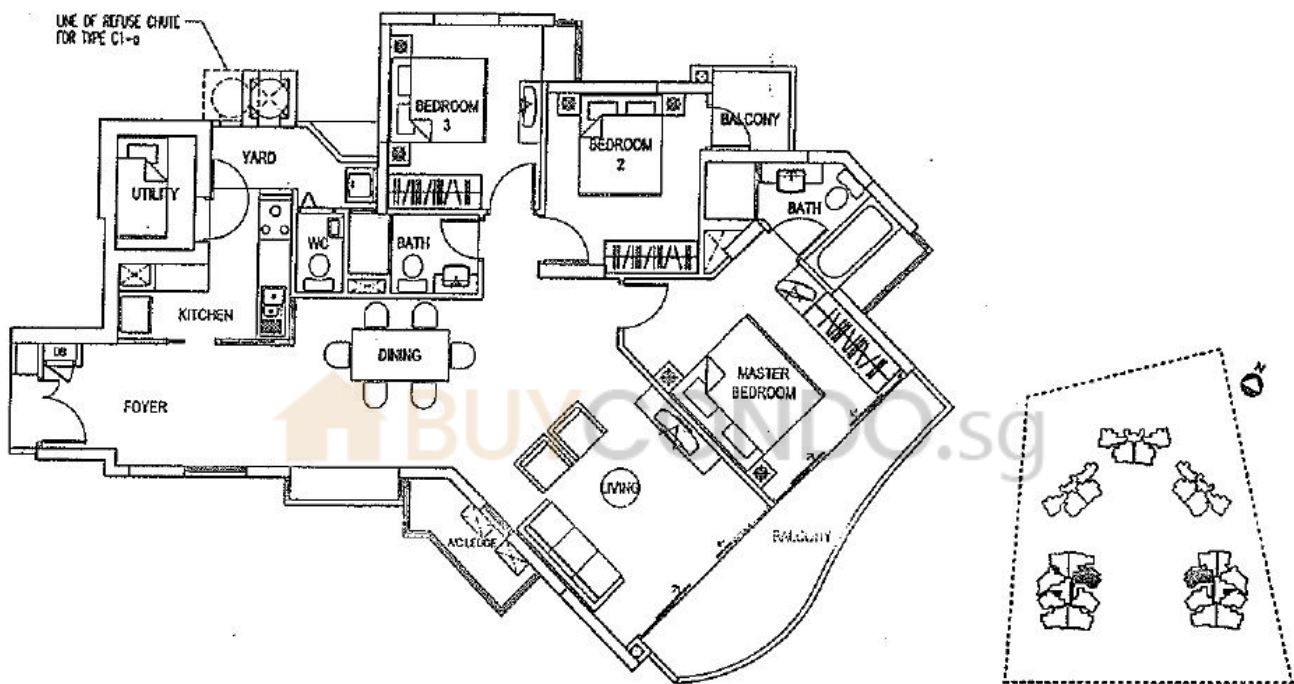 LINE OF REFUSE CHUTE
FOR TYPE C1-a
BEDROOM
3
BALCONY
BEDROOM
2
YARD
UTILITY
BATH
WC
BATH
KITCHEN
DINING
DB
MASTER
BEDROOM
FOYER
BUYCONDO.sg
LIVING
BALCONY
AC LEDGE
N